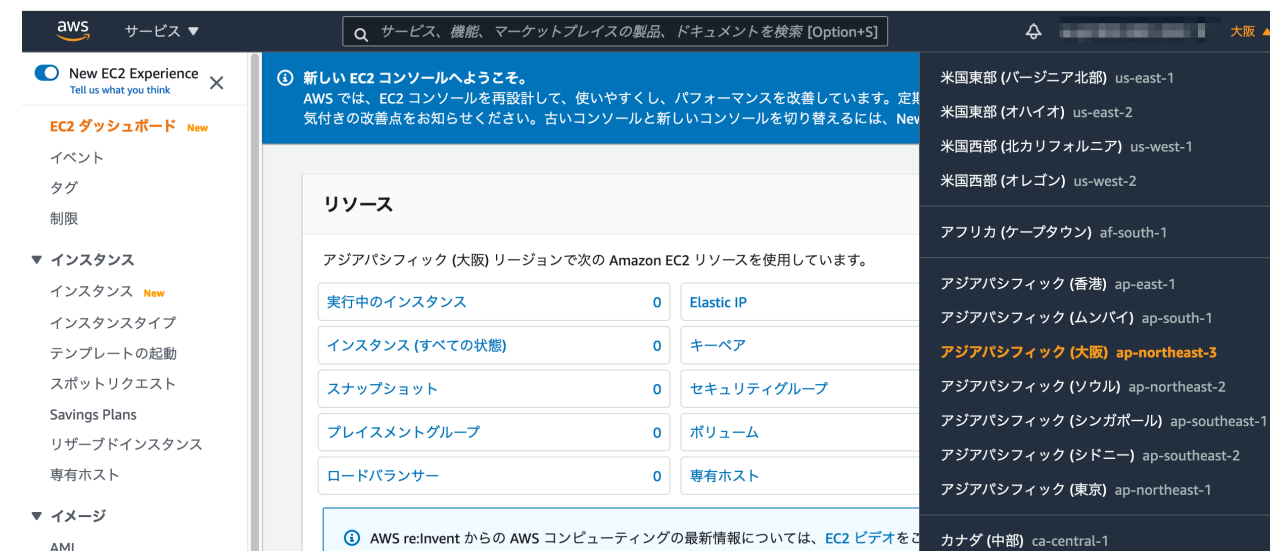 aws
サービス ▼
サービス、機能、マーケットプレイスの製品、ドキュメントを検索 [Option+S]
大阪 ▲
New EC2 Experience
Tell us what you think
EC2 ダッシュボード New
イベント
タグ
制限
▼ インスタンス
インスタンス New
インスタンスタイプ
テンプレートの起動
スポットリクエスト
Savings Plans
リザーブドインスタンス
専有ホスト
▼ イメージ
AMI
新しい EC2 コンソールへようこそ。
AWS では、EC2 コンソールを再設計して、使いやすくし、パフォーマンスを改善しています。定期
気付きの改善点をお知らせください。古いコンソールと新しいコンソールを切り替えるには、New
リソース
アジアパシフィック (大阪) リージョンで次の Amazon EC2 リソースを使用しています。
実行中のインスタンス 0 Elastic IP
インスタンス (すべての状態) 0 キーペア
スナップショット 0 セキュリティグループ
プレイスメントグループ 0 ボリューム
ロードバランサー 0 専有ホスト
AWS re:Invent からの AWS コンピューティングの最新情報については、EC2 ビデオをご
米国東部 (バージニア北部) us-east-1
米国東部 (オハイオ) us-east-2
米国西部 (北カリフォルニア) us-west-1
米国西部 (オレゴン) us-west-2
アフリカ (ケープタウン) af-south-1
アジアパシフィック (香港) ap-east-1
アジアパシフィック (ムンバイ) ap-south-1
アジアパシフィック (大阪) ap-northeast-3
アジアパシフィック (ソウル) ap-northeast-2
アジアパシフィック (シンガポール) ap-southeast-1
アジアパシフィック (シドニー) ap-southeast-2
アジアパシフィック (東京) ap-northeast-1
カナダ (中部) ca-central-1